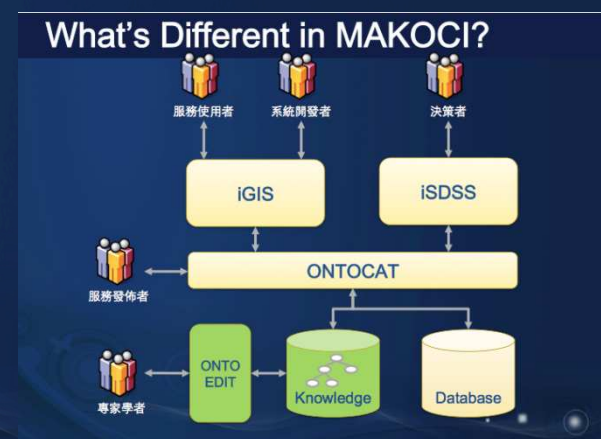 What's Different in MAKOCI?
服務使用者 系統開發者 決策者
iGIS iSDSS
ONTOCAT
服務發佈者
ONTO
EDIT
Knowledge Database
專家學者